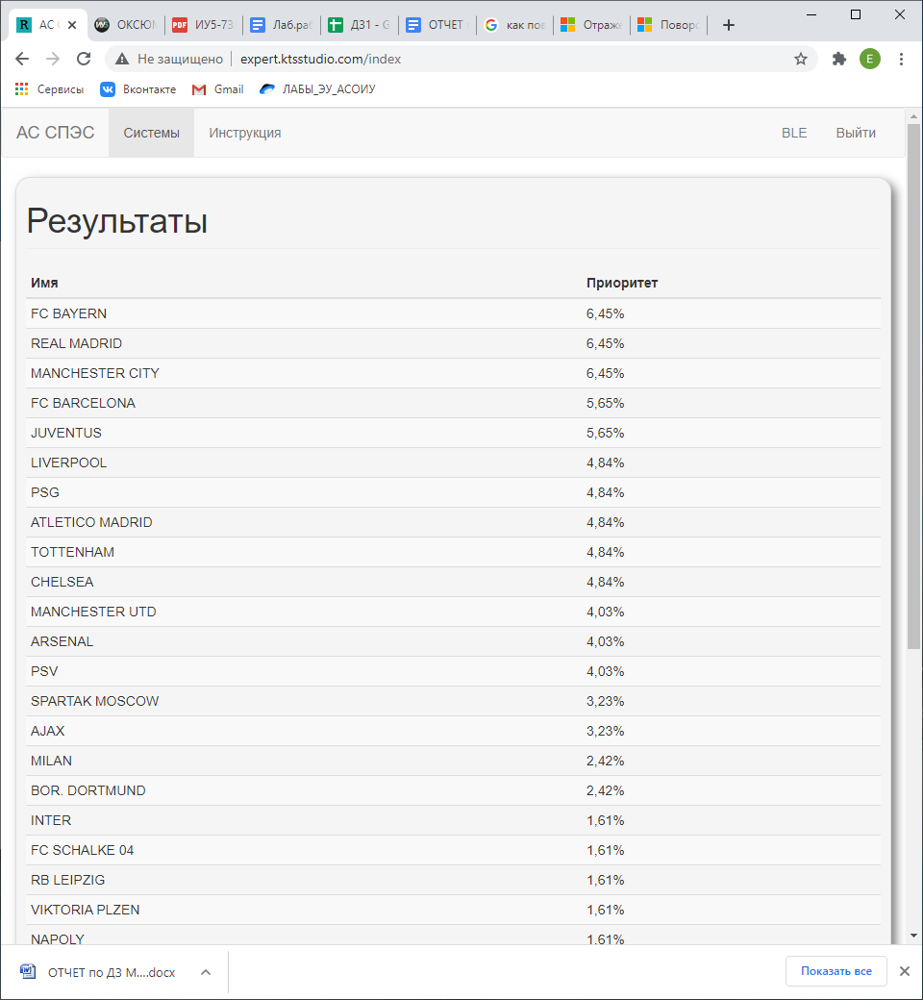 АС
ОКСЮМ
ИУ5-73
Лаб.раб
ДЗ1 - G
ОТЧЕТ
как пов
Отраже
Поворо
Не защищено
expert.ktsstudio.com/index
E
Сервисы
Вконтакте
Gmail
ЛАБЫ_ЭУ_АСОИУ
АС СПЭС Системы Инструкция BLE Выйти
Результаты
Имя Приоритет
FC BAYERN 6,45%
REAL MADRID 6,45%
MANCHESTER CITY 6,45%
FC BARCELONA 5,65%
JUVENTUS 5,65%
LIVERPOOL 4,84%
PSG 4,84%
ATLETICO MADRID 4,84%
TOTTENHAM 4,84%
CHELSEA 4,84%
MANCHESTER UTD 4,03%
ARSENAL 4,03%
PSV 4,03%
SPARTAK MOSCOW 3,23%
AJAX 3,23%
MILAN 2,42%
BOR. DORTMUND 2,42%
INTER 1,61%
FC SCHALKE 04 1,61%
RB LEIPZIG 1,61%
VIKTORIA PLZEN 1,61%
NAPOLY 1,61%
ОТЧЕТ по ДЗ М....docx
Показать все